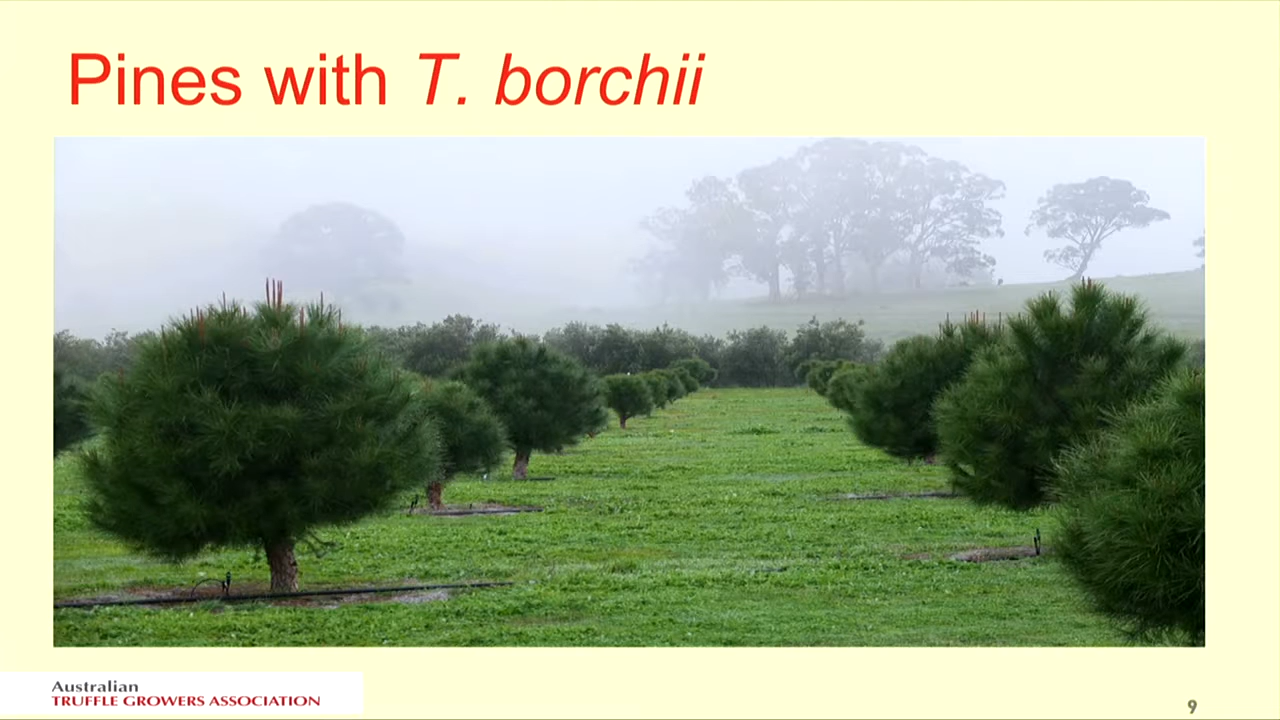 Pines with T. borchii
Australian
TRUFFLE GROWERS ASSOCIATION
9